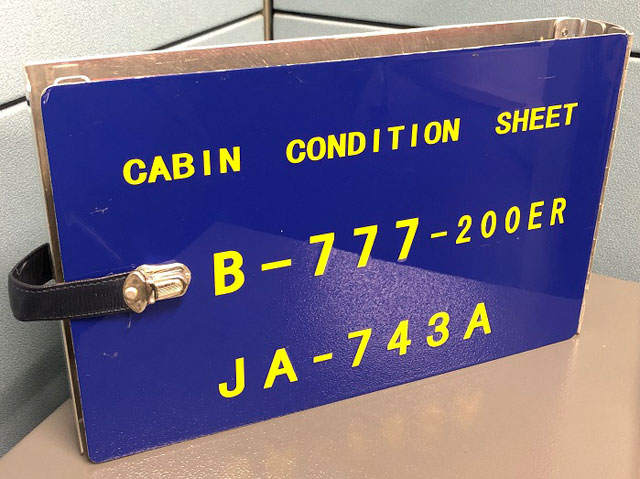 CABIN CONDITION SHEET
B-777-200ER
JA-743A